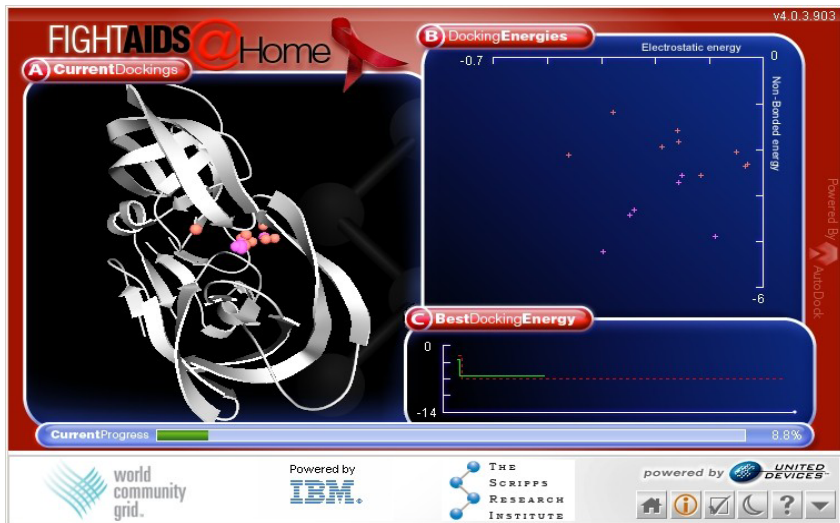 v4.0.3.903
FIGHTAIDS@Home
A CurrentDockings
B DockingEnergies
Electrostatic energy
-0.7
0
Non-Bonded energy
-6
Powered By
AutoDock
C BestDockingEnergy
0
-14
CurrentProgress
8.8%
world
community
grid.
Powered by
IBM.
THE
SCRIPPS
RESEARCH
INSTITUTE
powered by
UNITED
DEVICES
?